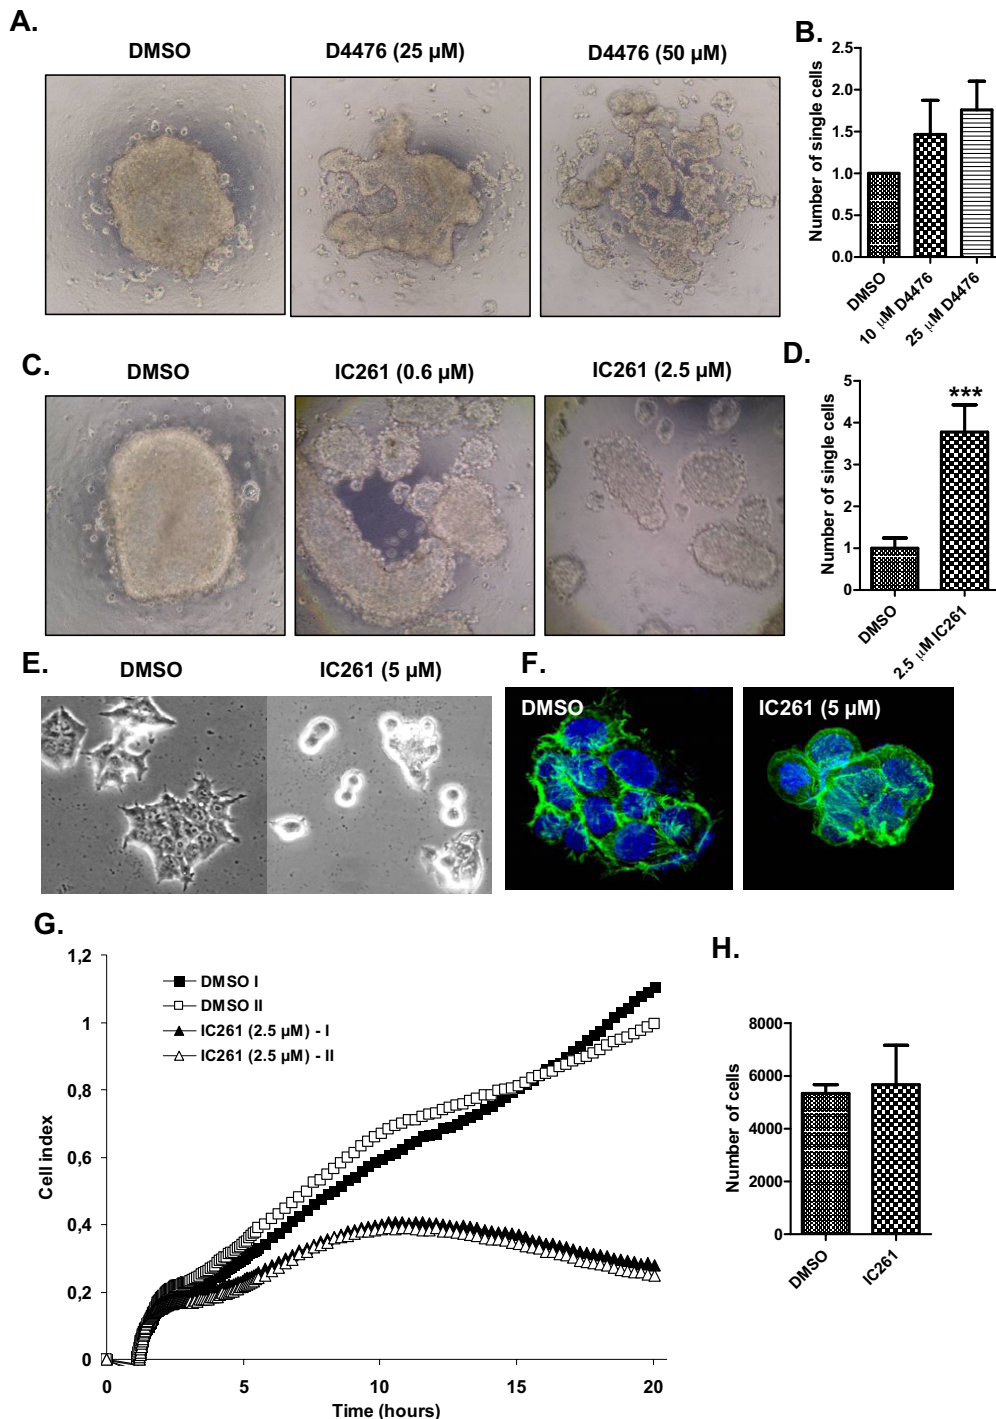 A.
DMSO
D4476 (25 µM)
D4476 (50 µM)
B.
Number of single cells
2.5
2.0
1.5
1.0
0.5
0.0
DMSO
10 µM D4476
25 µM D4476
C.
DMSO
IC261 (0.6 µM)
IC261 (2.5 µM)
D.
Number of single cells
5
4
3
2
1
0
***
DMSO
2.5 µM IC261
E.
DMSO
IC261 (5 µM)
F.
DMSO
IC261 (5 µM)
G.
Cell index
1,2
1
0,8
0,6
0,4
0,2
0
DMSO I
DMSO II
IC261 (2.5 µM) - I
IC261 (2.5 µM) - II
0
5
10
15
20
Time (hours)
H.
Number of cells
8000
6000
4000
2000
0
DMSO
IC261